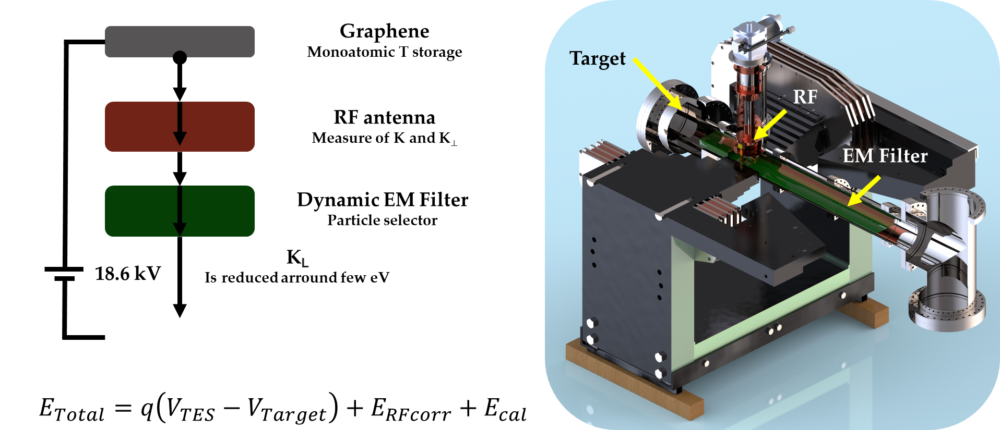 Graphene
Monoatomic T storage
RF antenna
Measure of K and K⊥
Dynamic EM Filter
Particle selector
K_L
Is reduced arround few eV
18.6 kV
E_Total = q(V_TES − V_Target) + E_RFcorr + E_cal
Target
RF
EM Filter